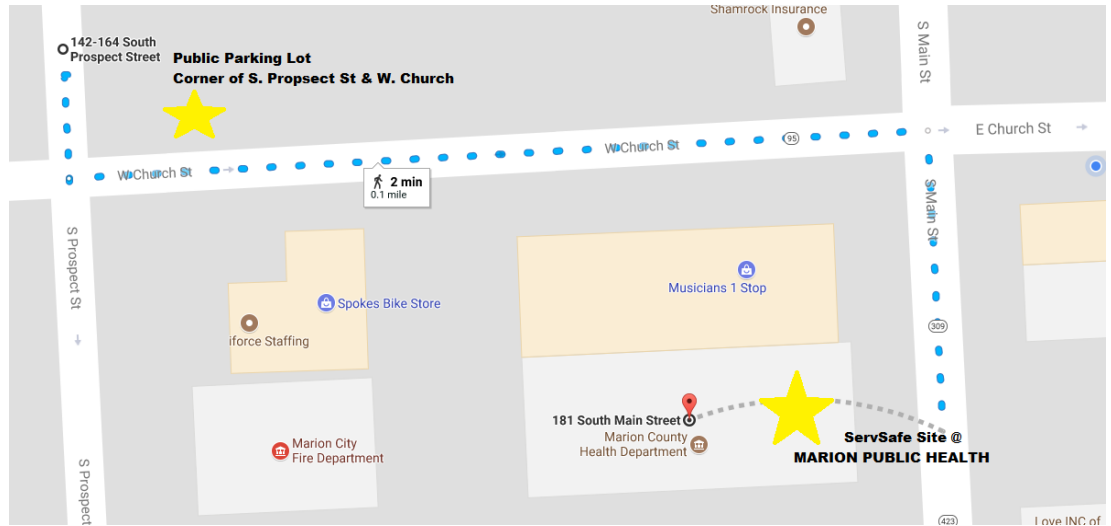 Shamrock Insurance
142-164 South
Prospect Street
Public Parking Lot
Corner of S. Propsect St & W. Church
S Main St
E Church St
95
W Church St
W Church St
2 min
0.1 mile
S Main St
S Prospect St
Musicians 1 Stop
Spokes Bike Store
309
iforce Staffing
181 South Main Street
Marion County
Health Department
ServSafe Site @
MARION PUBLIC HEALTH
Marion City
Fire Department
S Prospect
423
Love INC of